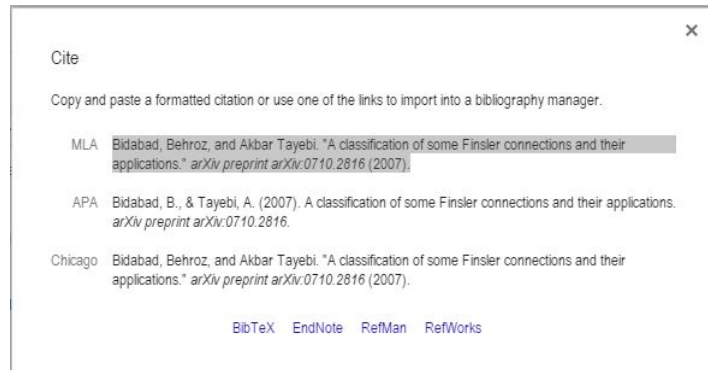 ×
Cite
Copy and paste a formatted citation or use one of the links to import into a bibliography manager.
MLA Bidabad, Behroz, and Akbar Tayebi. "A classification of some Finsler connections and their
applications." arXiv preprint arXiv:0710.2816 (2007).
APA Bidabad, B., & Tayebi, A. (2007). A classification of some Finsler connections and their applications.
arXiv preprint arXiv:0710.2816.
Chicago Bidabad, Behroz, and Akbar Tayebi. "A classification of some Finsler connections and their
applications." arXiv preprint arXiv:0710.2816 (2007).
BibTeX EndNote RefMan RefWorks